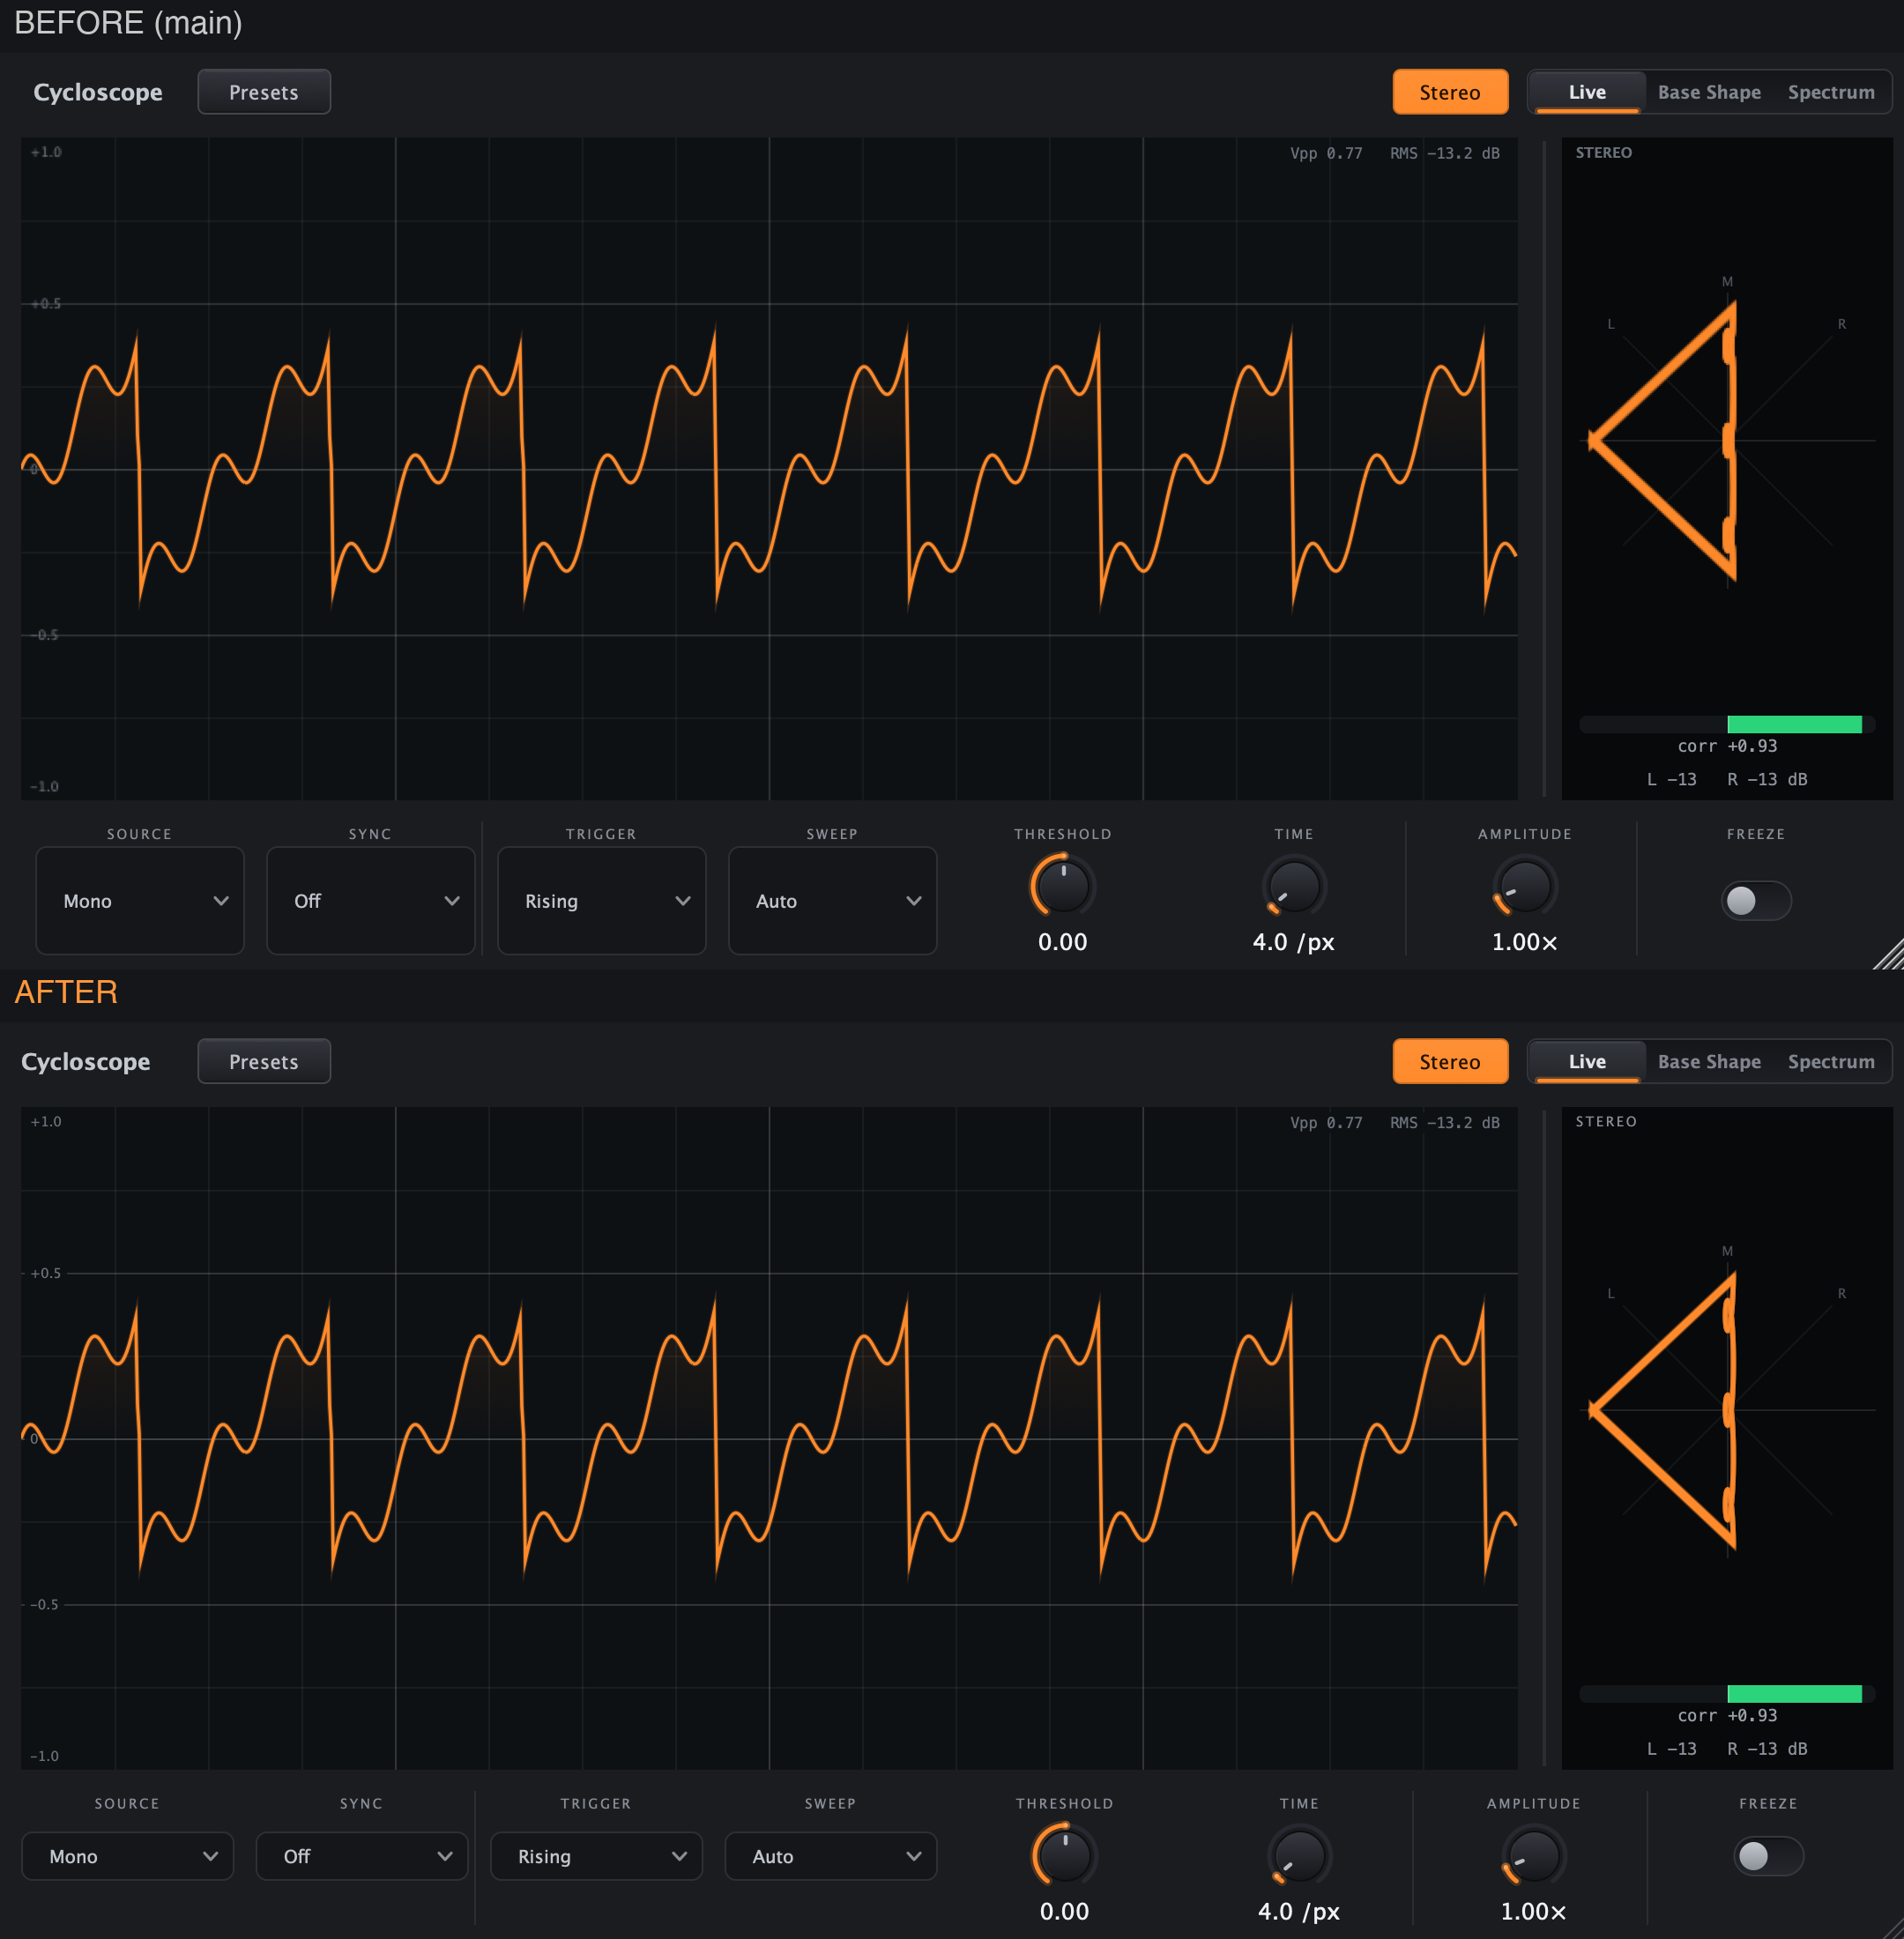 BEFORE (main)
Cycloscope Presets Stereo Live Base Shape Spectrum
+1.0 Vpp 0.77 RMS −13.2 dB STEREO
M
+0.5
L R
0
−0.5
corr +0.93
L −13 R −13 dB
−1.0
SOURCE SYNC TRIGGER SWEEP THRESHOLD TIME AMPLITUDE FREEZE
Mono Off Rising Auto
0.00 4.0 /px 1.00×
AFTER
Cycloscope Presets Stereo Live Base Shape Spectrum
+1.0 Vpp 0.77 RMS −13.2 dB STEREO
M
+0.5
L R
0
−0.5
corr +0.93
L −13 R −13 dB
−1.0
SOURCE SYNC TRIGGER SWEEP THRESHOLD TIME AMPLITUDE FREEZE
Mono Off Rising Auto
0.00 4.0 /px 1.00×